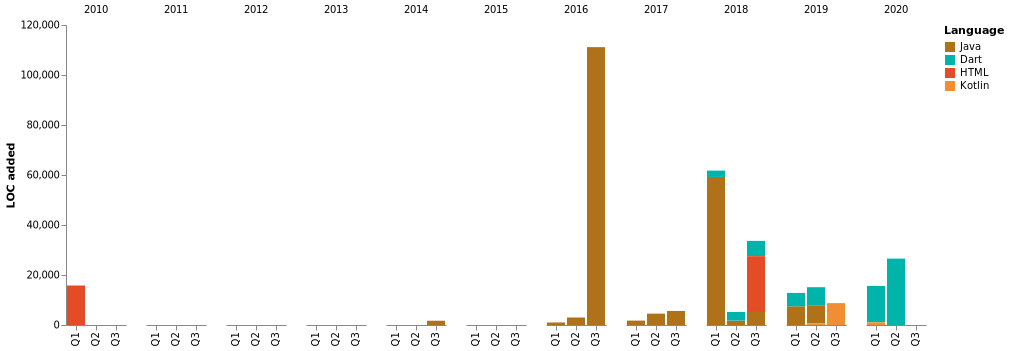 2010 2011 2012 2013 2014 2015 2016 2017 2018 2019 2020
Language
Java
Dart
HTML
Kotlin
LOC added
120,000
100,000
80,000
60,000
40,000
20,000
0
Q1 Q2 Q3 Q1 Q2 Q3 Q1 Q2 Q3 Q1 Q2 Q3 Q1 Q2 Q3 Q1 Q2 Q3 Q1 Q2 Q3 Q1 Q2 Q3 Q1 Q2 Q3 Q1 Q2 Q3 Q1 Q2 Q3